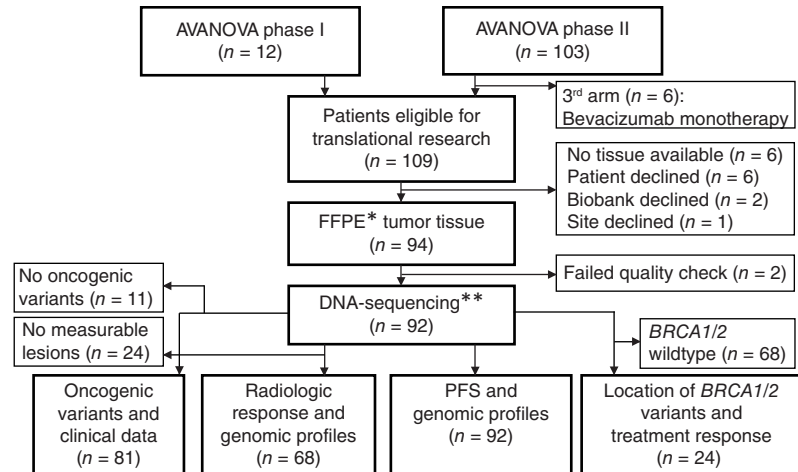 AVANOVA phase I
(n = 12)
AVANOVA phase II
(n = 103)
3rd arm (n = 6):
Bevacizumab monotherapy
Patients eligible for
translational research
(n = 109)
No tissue available (n = 6)
Patient declined (n = 6)
Biobank declined (n = 2)
Site declined (n = 1)
FFPE* tumor tissue
(n = 94)
Failed quality check (n = 2)
No oncogenic
variants (n = 11)
DNA-sequencing**
(n = 92)
No measurable
lesions (n = 24)
BRCA1/2
wildtype (n = 68)
Oncogenic
variants and
clinical data
(n = 81)
Radiologic
response and
genomic profiles
(n = 68)
PFS and
genomic profiles
(n = 92)
Location of BRCA1/2
variants and
treatment response
(n = 24)